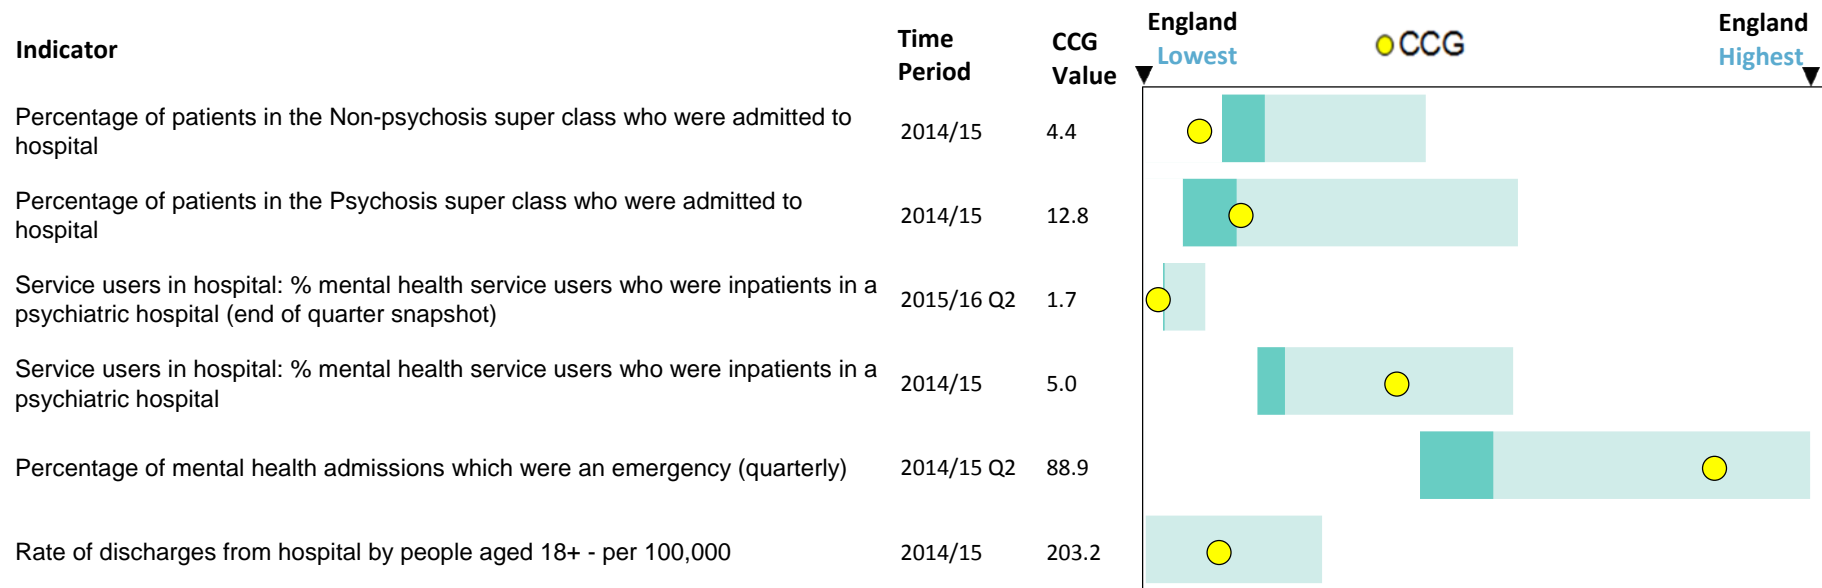 Indicator
Time
Period
CCG
Value
England
Lowest
CCG
England
Highest
Percentage of patients in the Non-psychosis super class who were admitted to
hospital
2014/15
4.4
Percentage of patients in the Psychosis super class who were admitted to
hospital
2014/15
12.8
Service users in hospital: % mental health service users who were inpatients in a
psychiatric hospital (end of quarter snapshot)
2015/16 Q2
1.7
Service users in hospital: % mental health service users who were inpatients in a
psychiatric hospital
2014/15
5.0
Percentage of mental health admissions which were an emergency (quarterly)
2014/15 Q2
88.9
Rate of discharges from hospital by people aged 18+ - per 100,000
2014/15
203.2